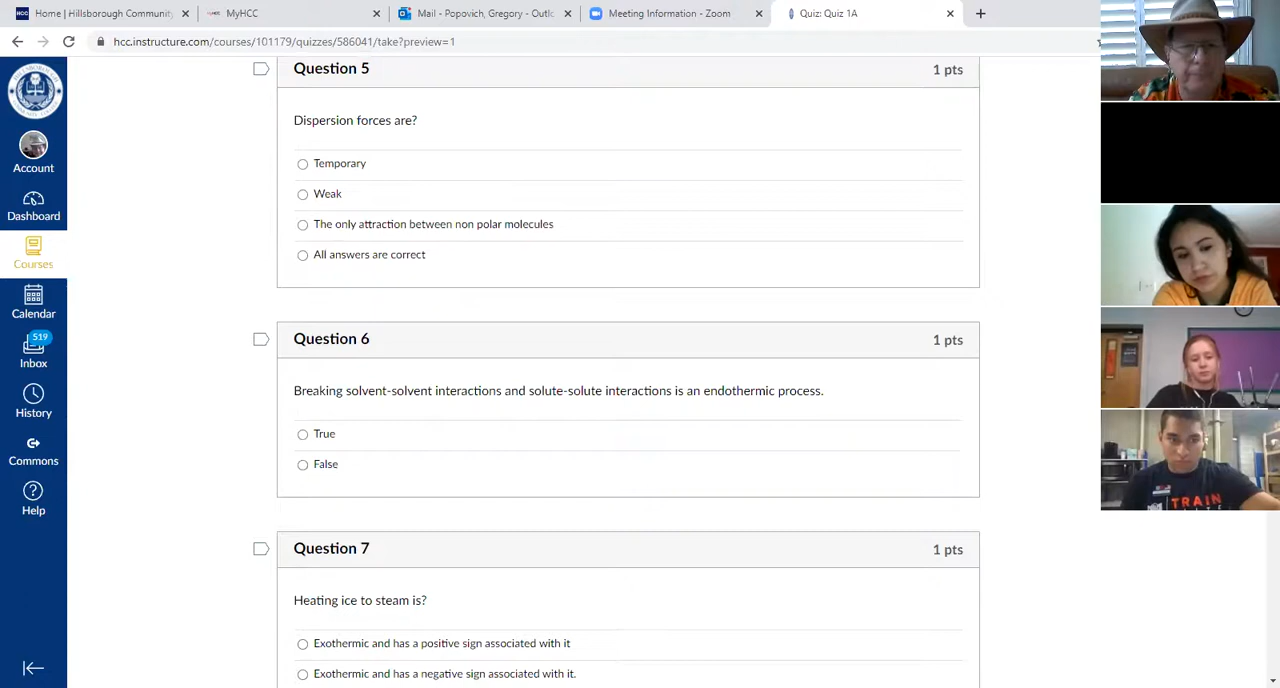 Home | Hillsborough Community
MyHCC
Mail - Popovich, Gregory - Outlo
Meeting Information - Zoom
Quiz: Quiz 1A
hcc.instructure.com/courses/101179/quizzes/586041/take?preview=1
Account
Dashboard
Courses
Calendar
519
Inbox
History
Commons
Help
Question 5
1 pts
Dispersion forces are?
Temporary
Weak
The only attraction between non polar molecules
All answers are correct
Question 6
1 pts
Breaking solvent-solvent interactions and solute-solute interactions is an endothermic process.
True
False
Question 7
1 pts
Heating ice to steam is?
Exothermic and has a positive sign associated with it
Exothermic and has a negative sign associated with it.
TRAIN